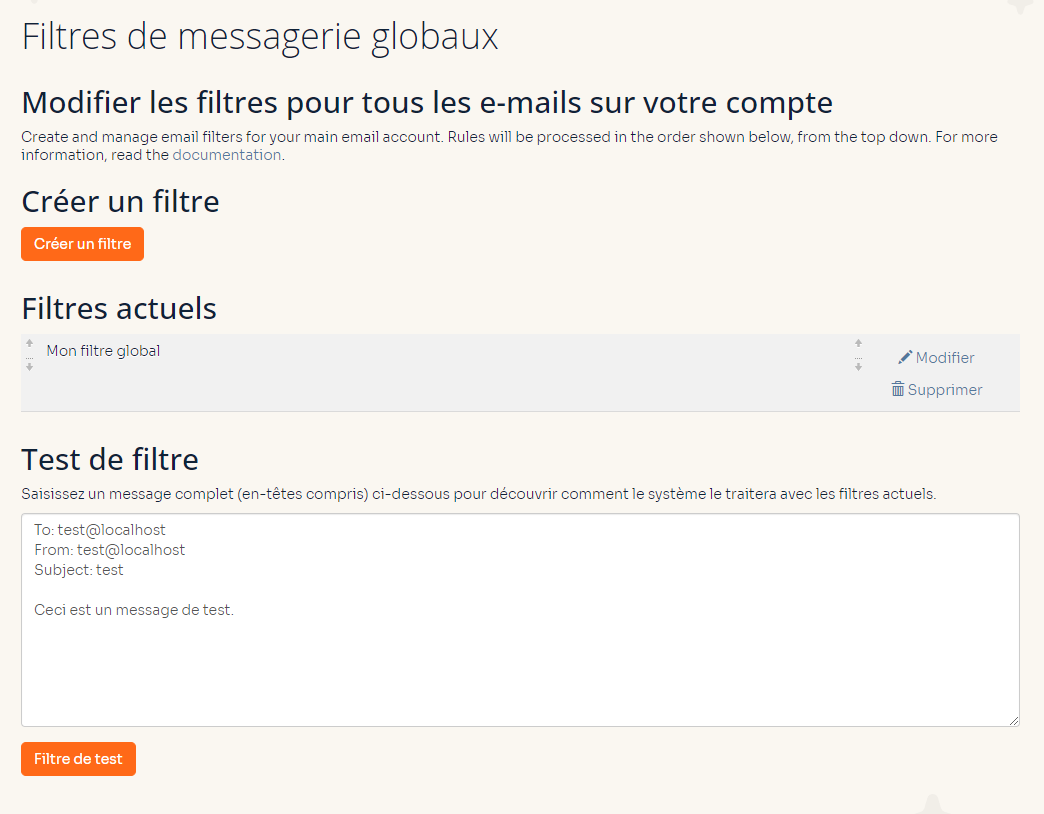 Filtres de messagerie globaux
Modifier les filtres pour tous les e-mails sur votre compte
Create and manage email filters for your main email account. Rules will be processed in the order shown below, from the top down. For more
information, read the documentation.
Créer un filtre
Créer un filtre
Filtres actuels
Mon filtre global
Modifier
Supprimer
Test de filtre
Saisissez un message complet (en-têtes compris) ci-dessous pour découvrir comment le système le traitera avec les filtres actuels.
To: test@localhost
From: test@localhost
Subject: test
Ceci est un message de test.
Filtre de test